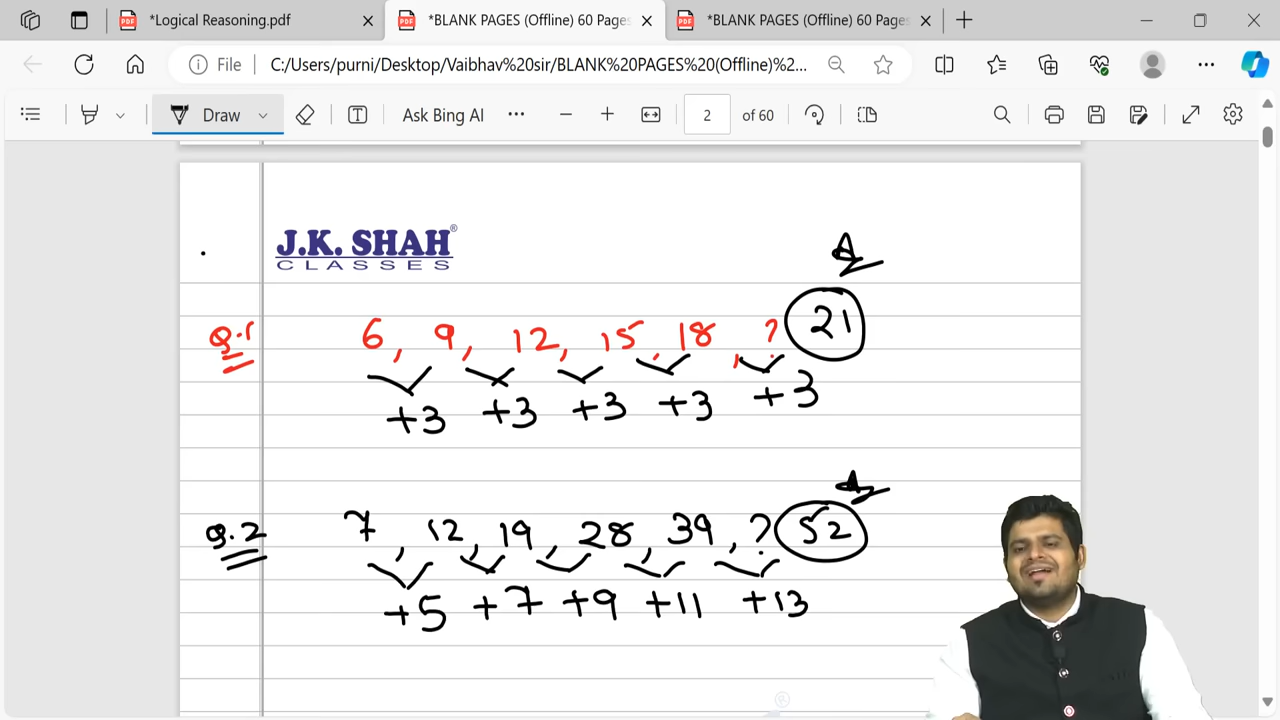 *Logical Reasoning.pdf
*BLANK PAGES (Offline) 60 Pages
*BLANK PAGES (Offline) 60 Pages
File C:/Users/purni/Desktop/Vaibhav%20sir/BLANK%20PAGES%20(Offline)%2...
Draw Ask Bing AI 2 of 60
J.K. SHAH®
CLASSES
A
Q.1 6, 9, 12, 15, 18, ? 21
+3 +3 +3 +3 +3
A
Q.2 7, 12, 19, 28, 39, ? 52
+5 +7 +9 +11 +13